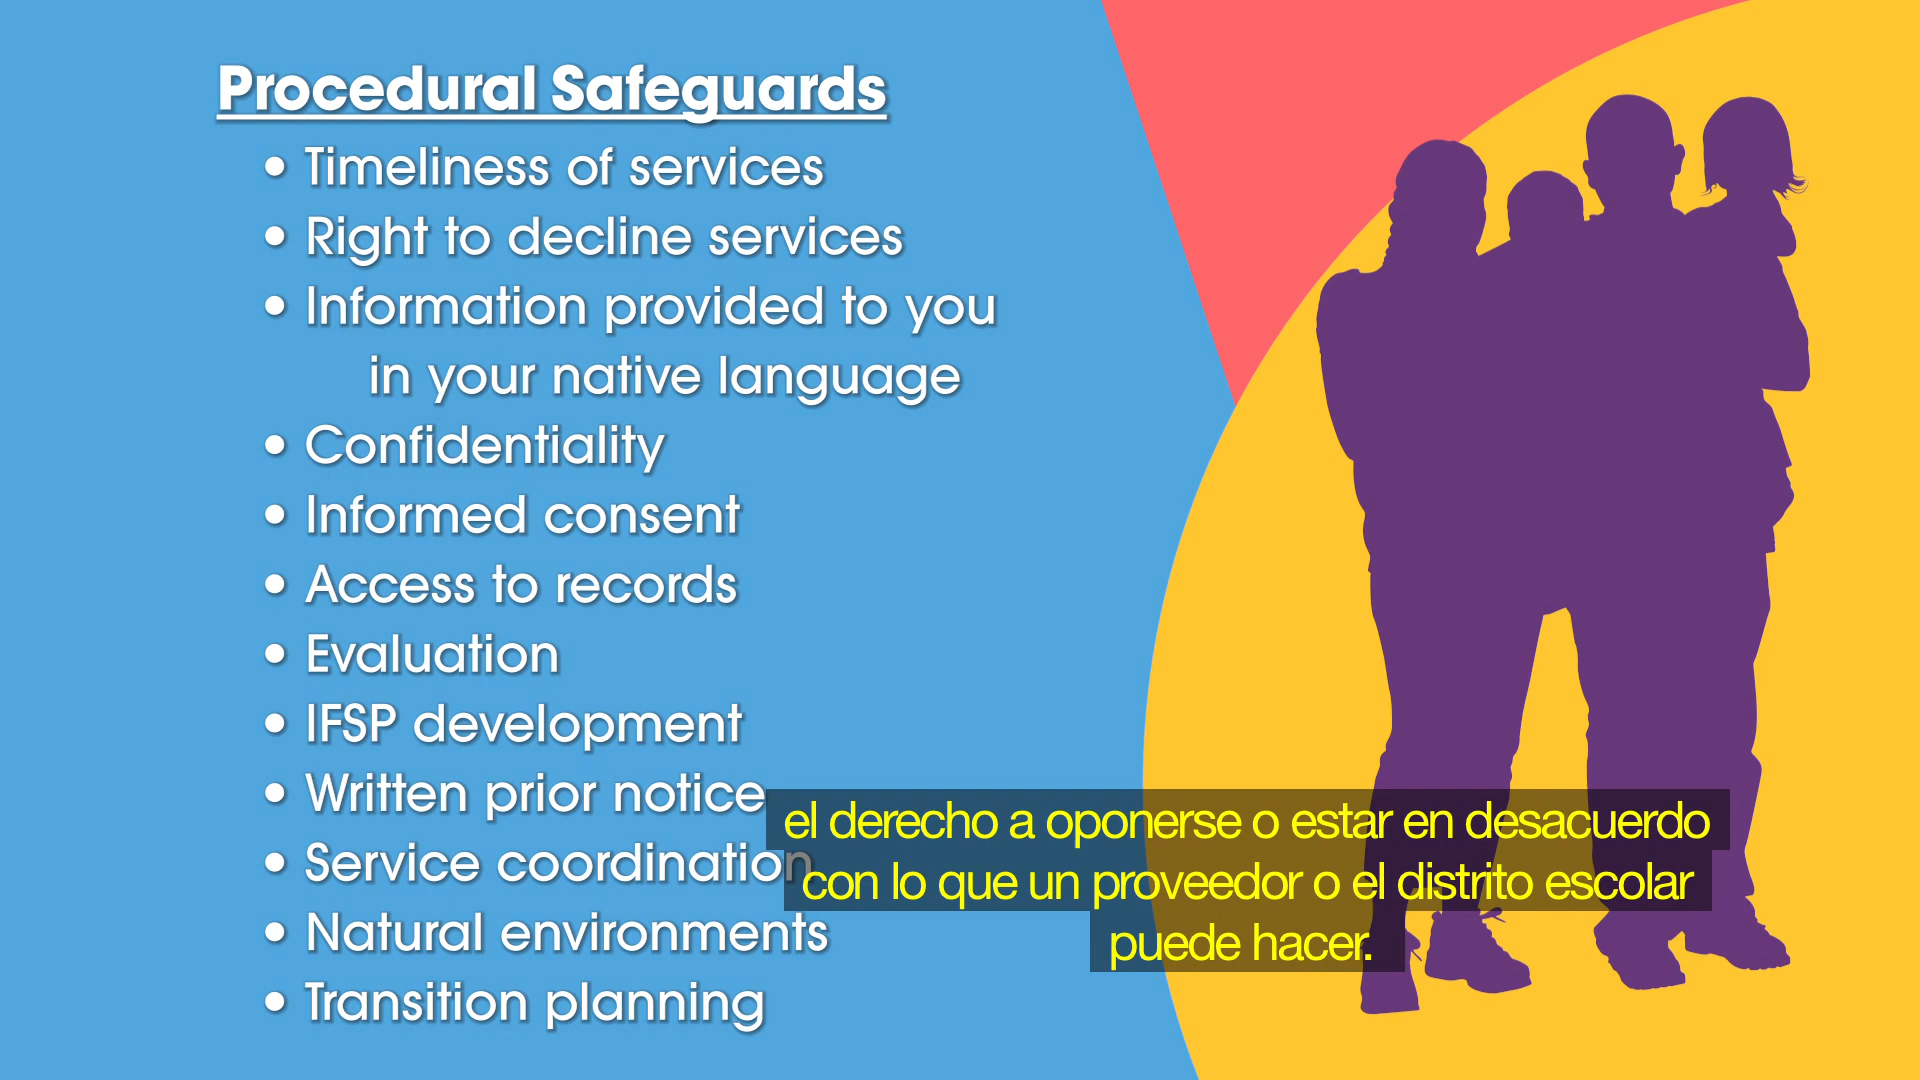 Procedural Safeguards
• Timeliness of services
• Right to decline services
• Information provided to you
in your native language
• Confidentiality
• Informed consent
• Access to records
• Evaluation
• IFSP development
• Written prior notice
• Service coordination
• Natural environments
• Transition planning
el derecho a oponerse o estar en desacuerdo
con lo que un proveedor o el distrito escolar
puede hacer.